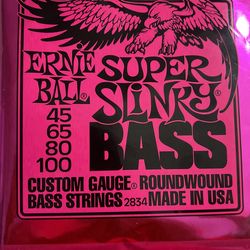 ERNIE BALL®
SUPER SLINKY®
BASS
45
65
80
100
CUSTOM GAUGE® ROUNDWOUND
BASS STRINGS 2834 MADE IN USA